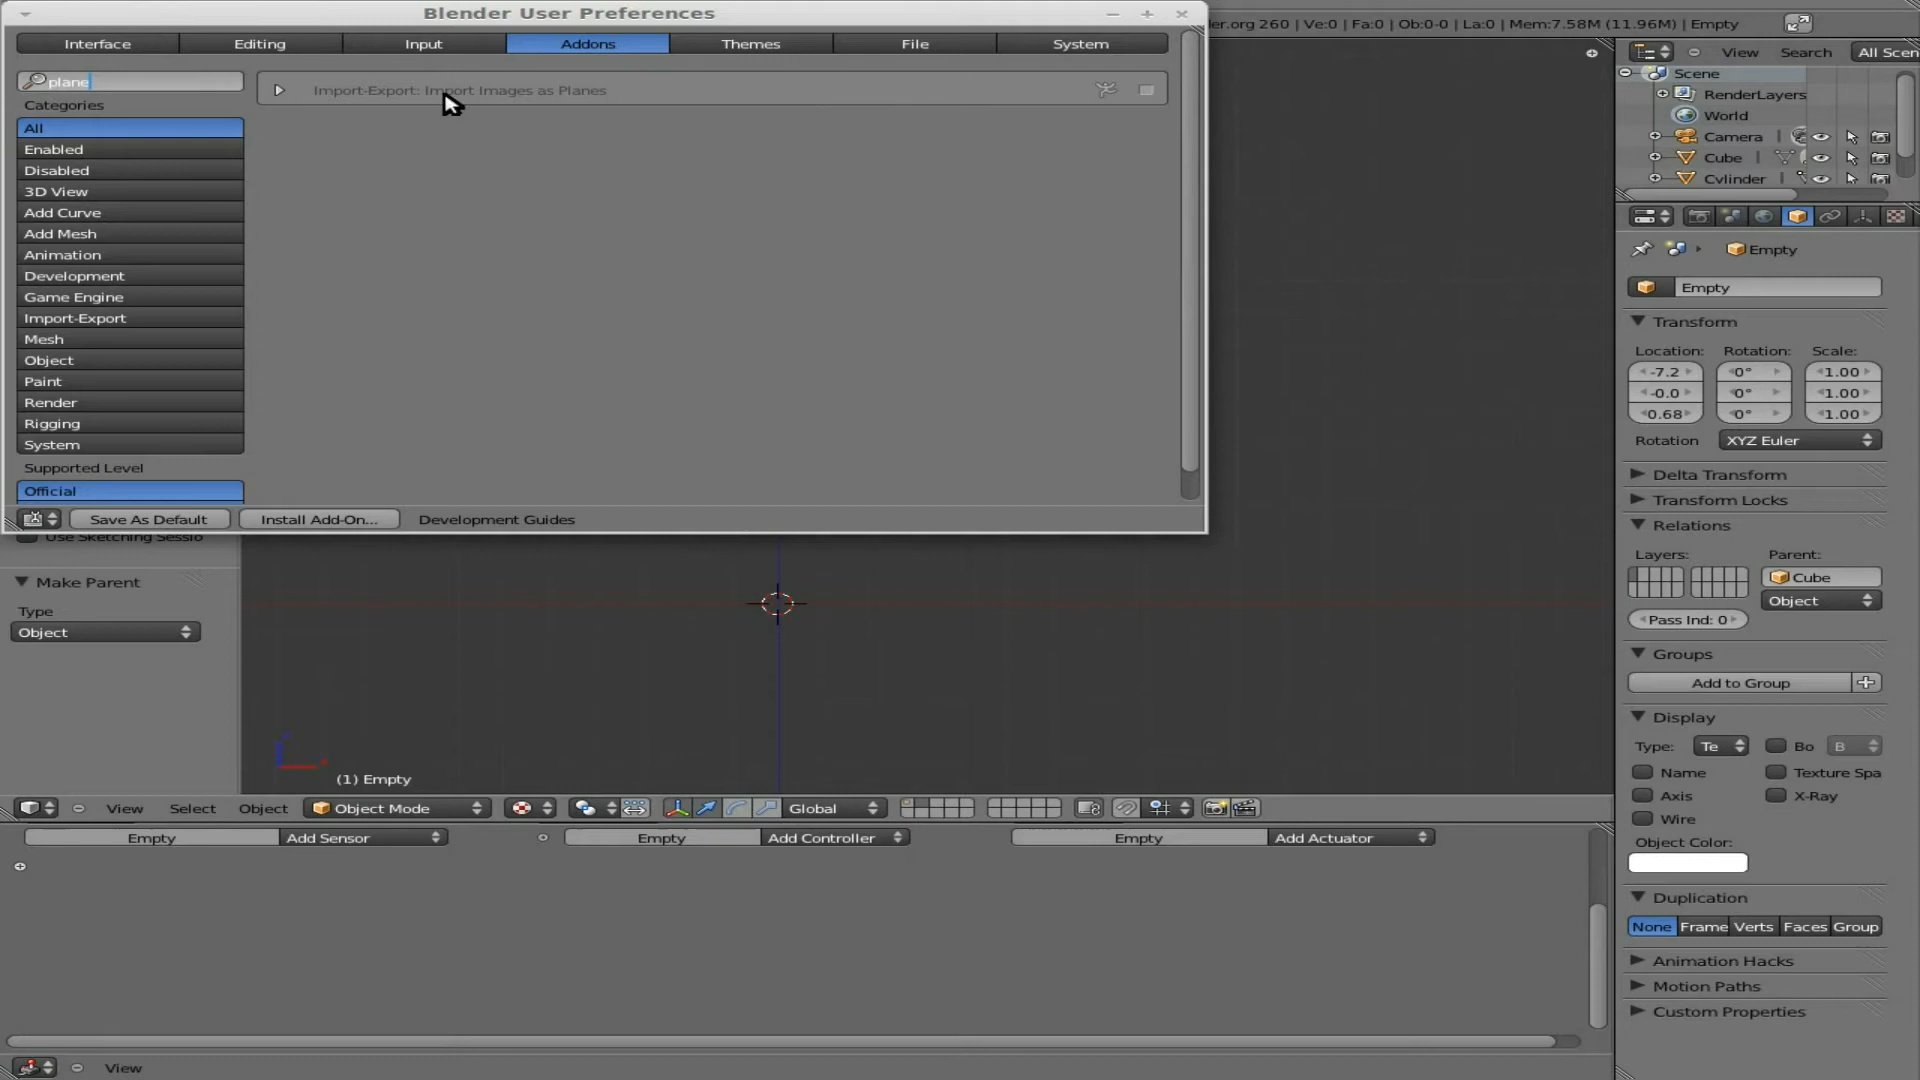 Blender User Preferences
Interface Editing Input Addons Themes File System
plane
Import-Export: Import Images as Planes
Categories
All
Enabled
Disabled
3D View
Add Curve
Add Mesh
Animation
Development
Game Engine
Import-Export
Mesh
Object
Paint
Render
Rigging
System
Supported Level
Official
Save As Default Install Add-On... Development Guides
er.org 260 | Ve:0 | Fa:0 | Ob:0-0 | La:0 | Mem:7.58M (11.96M) | Empty
View Search All Scen
Scene
RenderLayers
World
Camera
Cube
Cylinder
Empty
Empty
Transform
Location: Rotation: Scale:
-7.2 0° 1.00
-0.0 0° 1.00
0.68 0° 1.00
Rotation XYZ Euler
Delta Transform
Transform Locks
Relations
Layers: Parent:
Cube
Object
Pass Ind: 0
Groups
Add to Group
Display
Type: Te Bo B
Name Texture Spa
Axis X-Ray
Wire
Object Color:
Duplication
None Frame Verts Faces Group
Animation Hacks
Motion Paths
Custom Properties
Use Sketching Sessio
Make Parent
Type
Object
(1) Empty
View Select Object Object Mode Global
Empty Add Sensor Empty Add Controller Empty Add Actuator
View